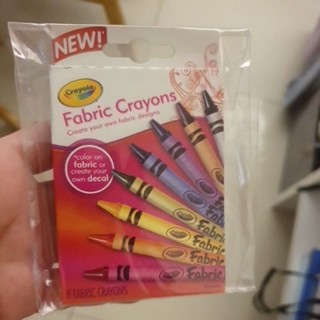 NEW!
Crayola
Fabric Crayons
Create your own fabric designs
*color on
fabric or
create your
own decal
Fabric
Fabric
Fabric
Fabric
8 FABRIC CRAYONS